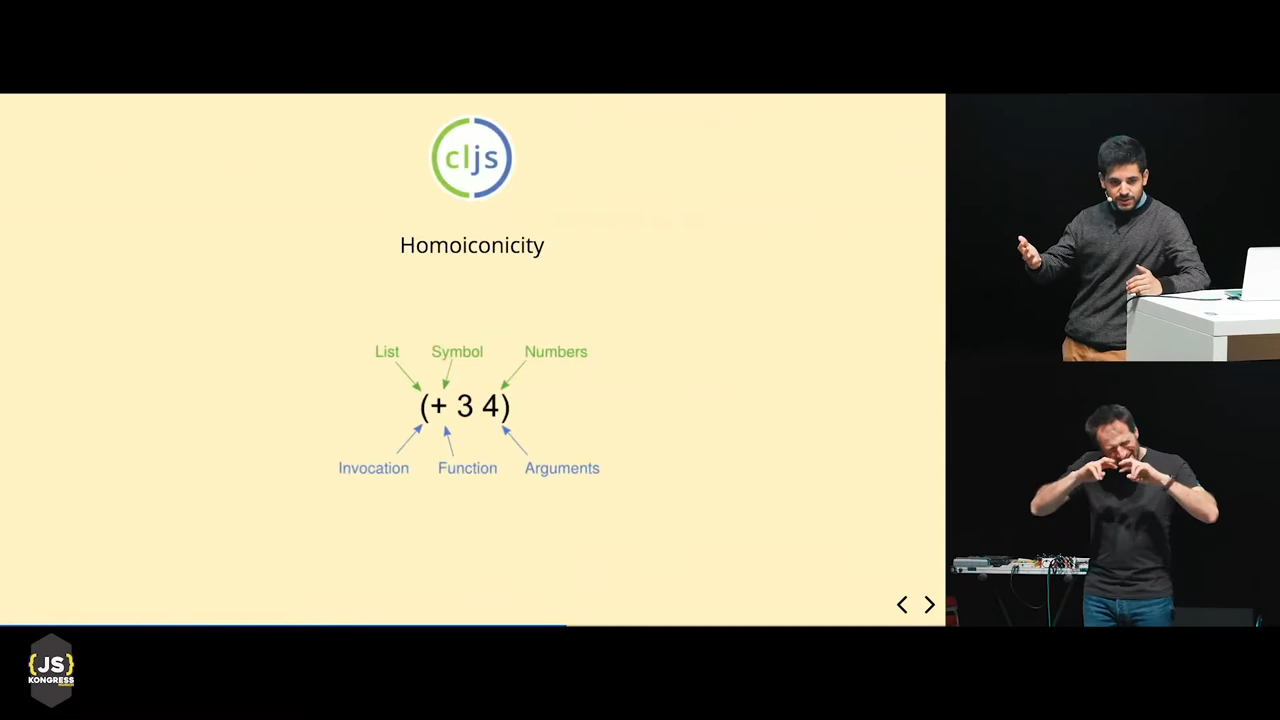 cljs
Homoiconicity
List Symbol Numbers
(+ 3 4)
Invocation Function Arguments
{JS}
KONGRESS